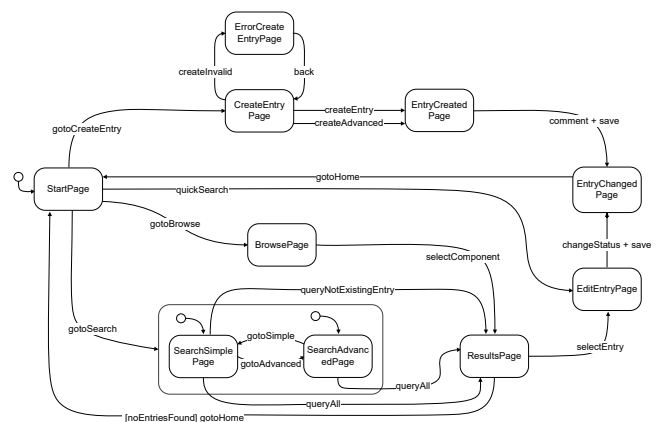 ErrorCreate
EntryPage
createInvalid
back
CreateEntry
Page
createEntry
createAdvanced
EntryCreated
Page
gotoCreateEntry
comment + save
StartPage
gotoHome
quickSearch
EntryChanged
Page
gotoBrowse
BrowsePage
selectComponent
changeStatus + save
EditEntryPage
queryNotExistingEntry
gotoSearch
gotoSimple
SearchSimple
Page
gotoAdvanced
SearchAdvanc
edPage
ResultsPage
selectEntry
queryAll
queryAll
[noEntriesFound] gotoHome